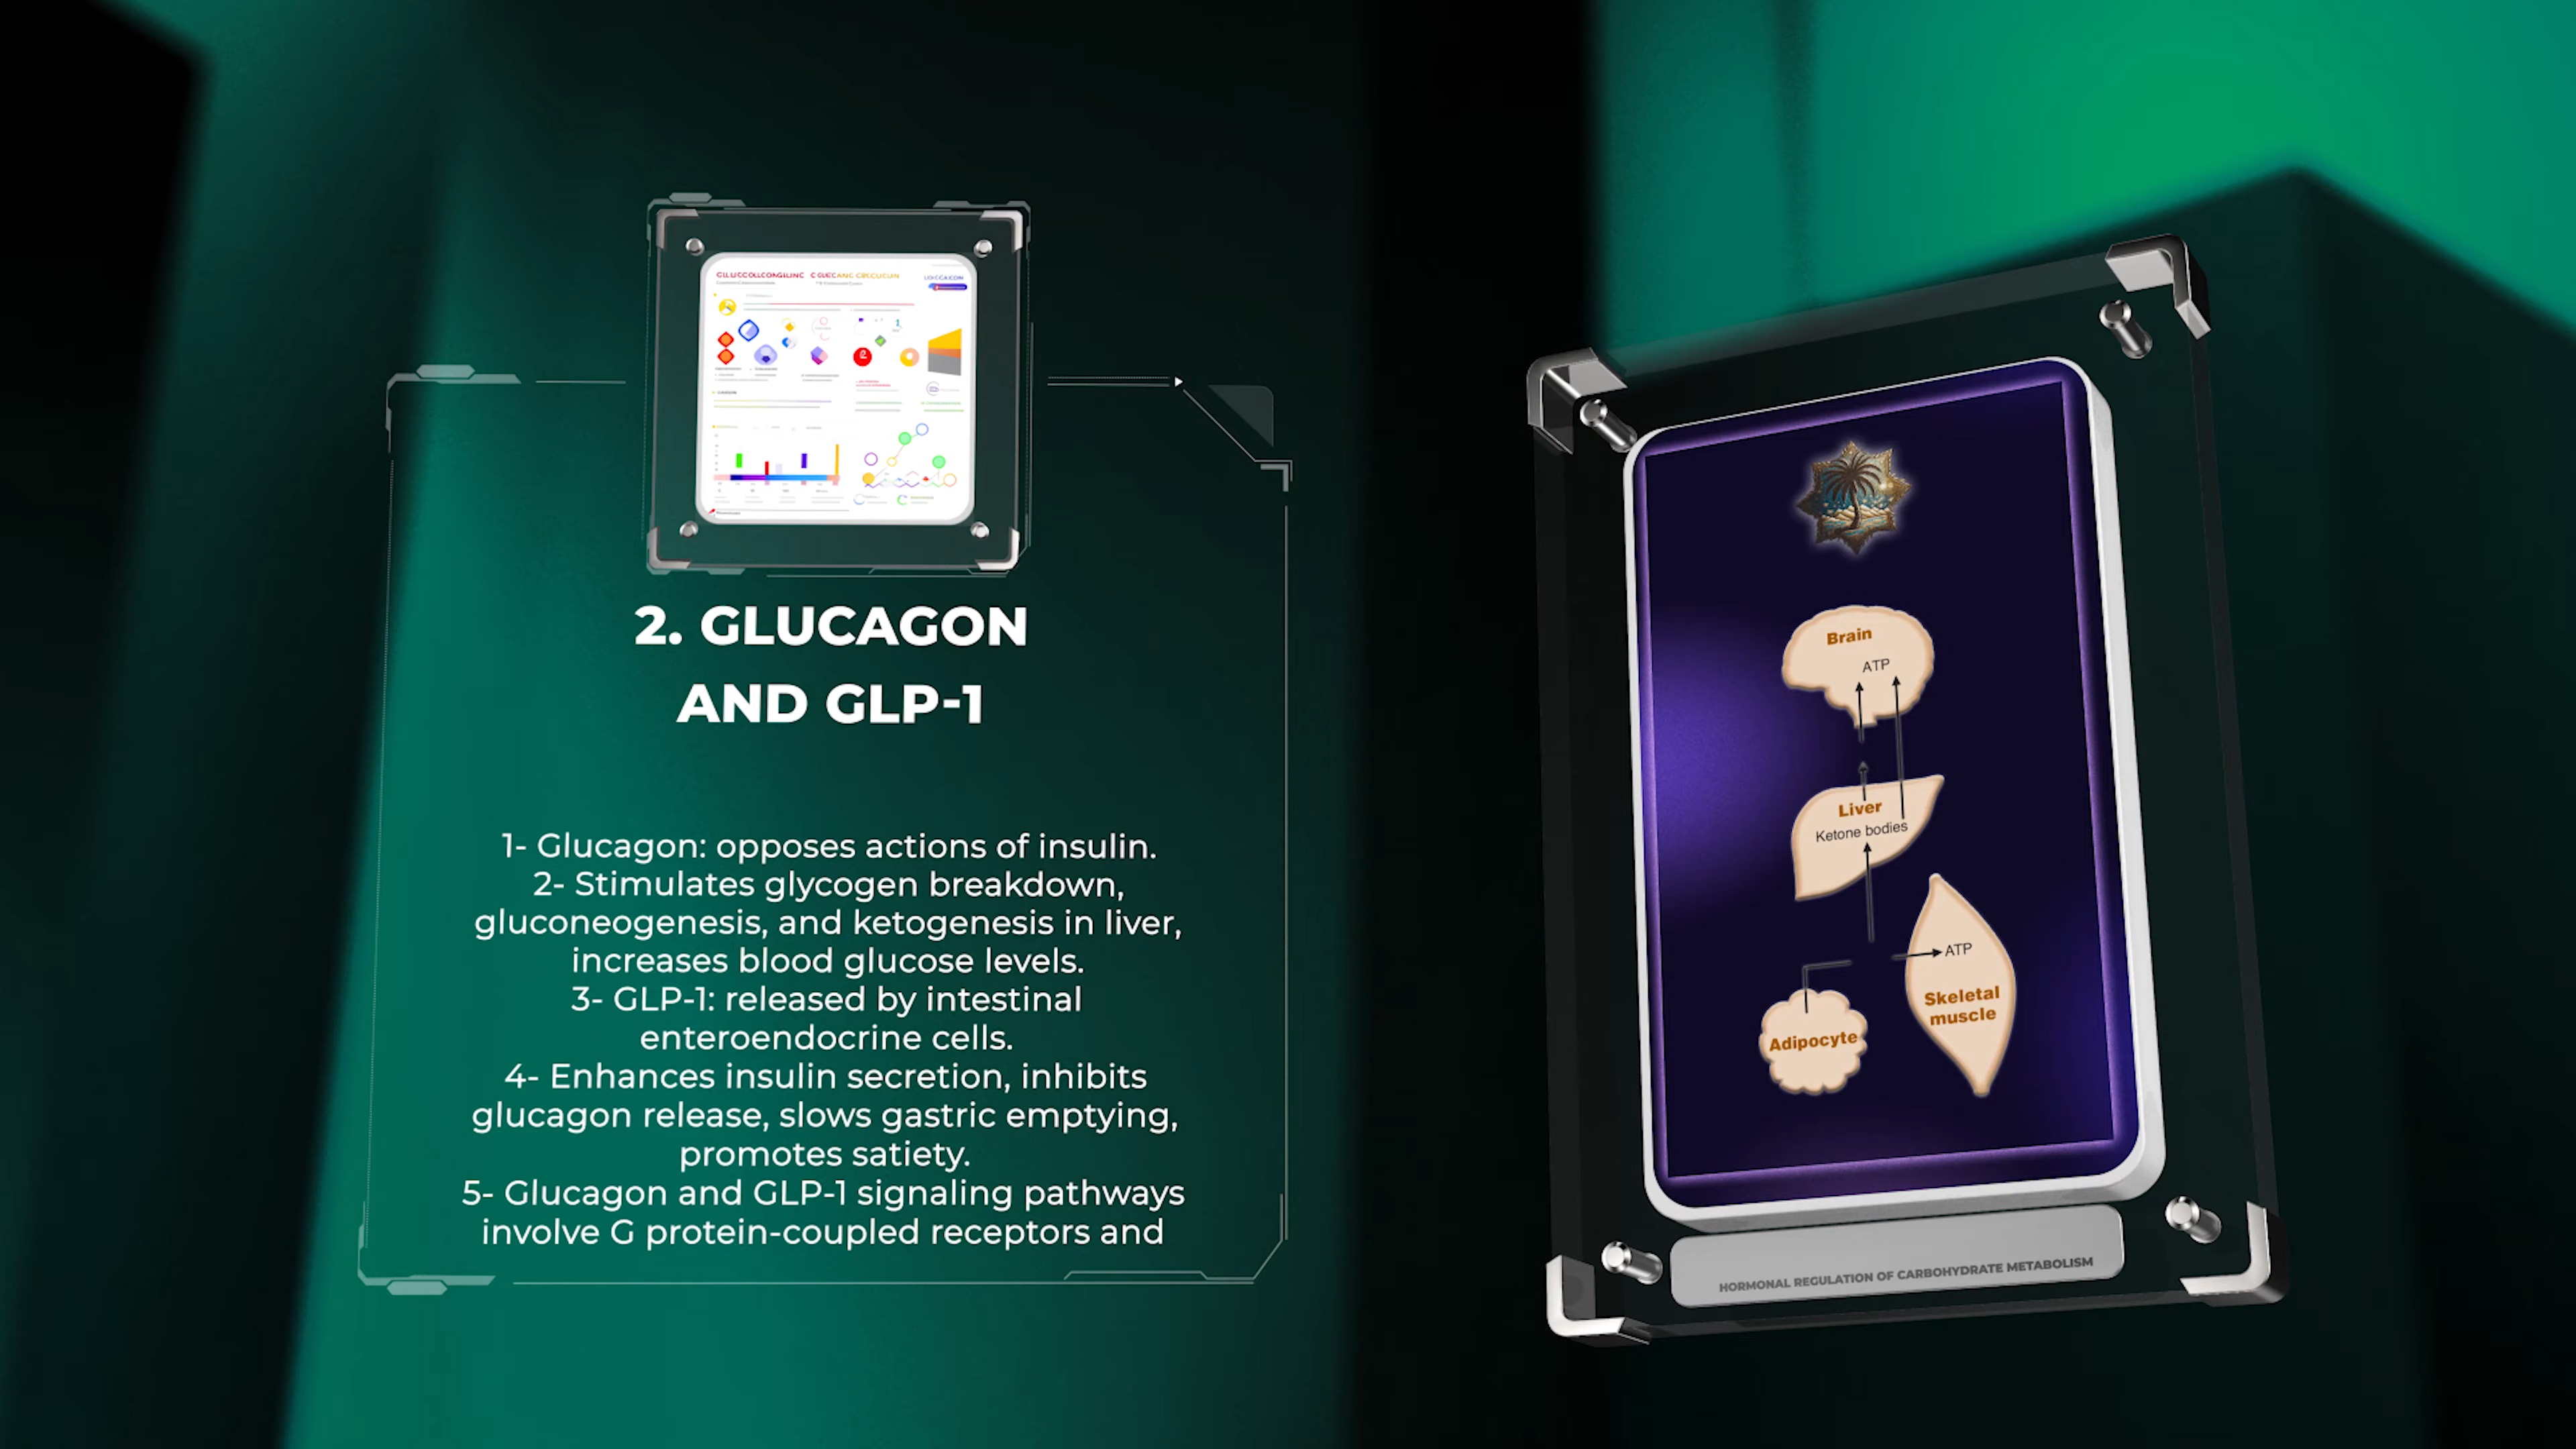 2. GLUCAGON
AND GLP-1
1- Glucagon: opposes actions of insulin.
2- Stimulates glycogen breakdown,
gluconeogenesis, and ketogenesis in liver,
increases blood glucose levels.
3- GLP-1: released by intestinal
enteroendocrine cells.
4- Enhances insulin secretion, inhibits
glucagon release, slows gastric emptying,
promotes satiety.
5- Glucagon and GLP-1 signaling pathways
involve G protein-coupled receptors and
Brain
ATP
Liver
Ketone bodies
ATP
Skeletal
muscle
Adipocyte
HORMONAL REGULATION OF CARBOHYDRATE METABOLISM